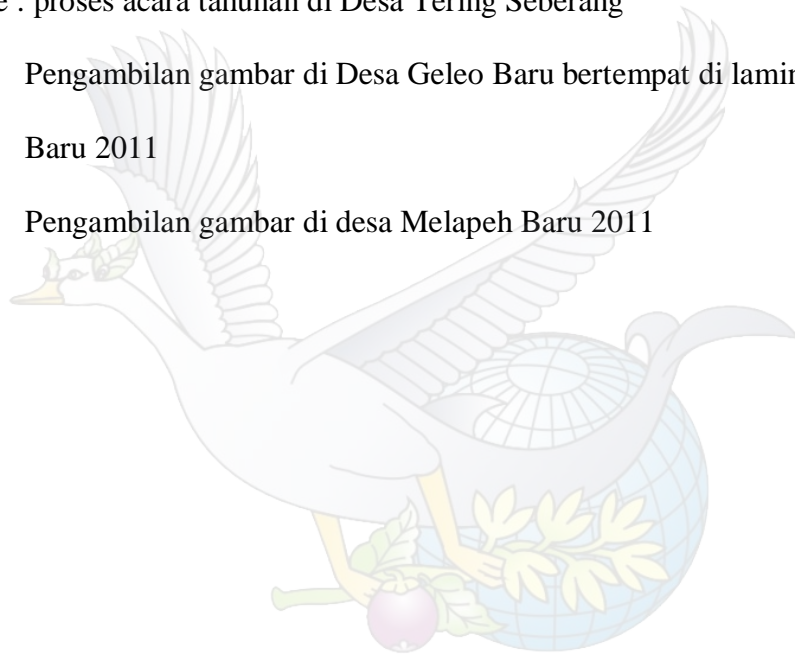 : proses acara tahunan di Desa Tering Seberang
Pengambilan gambar di Desa Geleo Baru bertempat di
Baru 2011
Pengambilan gambar di desa Melapeh Baru 2011